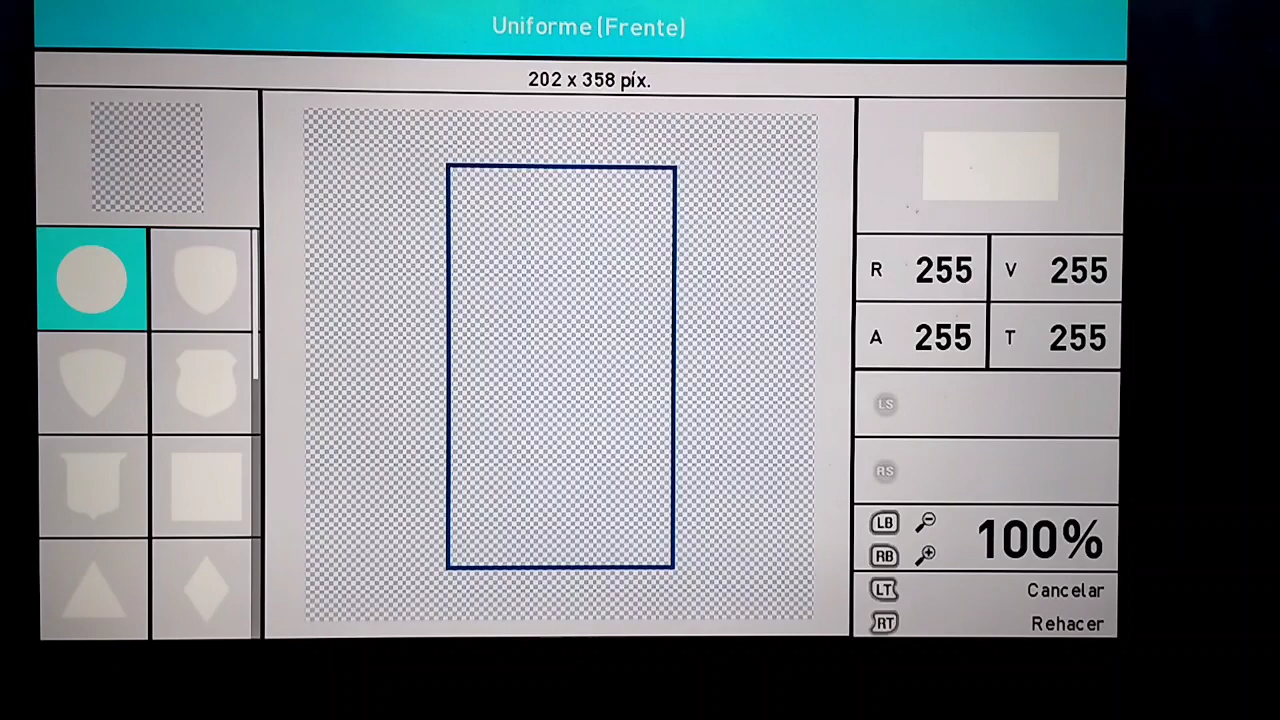 Uniforme (Frente)
202 x 358 píx.
R 255 V 255
A 255 T 255
LS
RS
LB
RB
100%
LT Cancelar
RT Rehacer